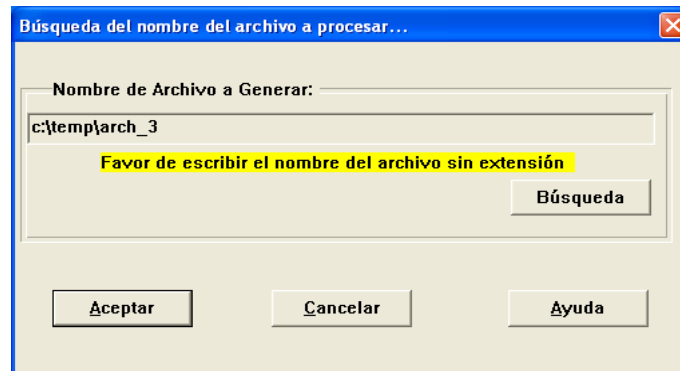 Búsqueda del nombre del archivo a procesar...
Nombre de Archivo a Generar:
c:\temp\arch_3
Favor de escribir el nombre del archivo sin extensión
Búsqueda
Aceptar
Cancelar
Ayuda